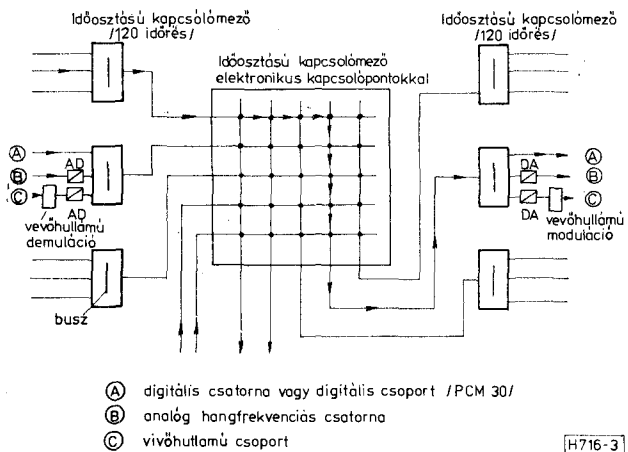 Időosztású kapcsolómező
/120 időrés/
Időosztású kapcsolómező
elektronikus kapcsolópontokkal
Időosztású kapcsolómező
/120 időrés/
A
B
C
AD
AD
vevőhullámú
demuláció
busz
DA
DA
A
B
C
vevőhullámú
moduláció
A digitális csatorna vagy digitális csoport /PCM 30/
B analóg hangfrekvenciás csatorna
C vivőhullamú csoport
H716-3